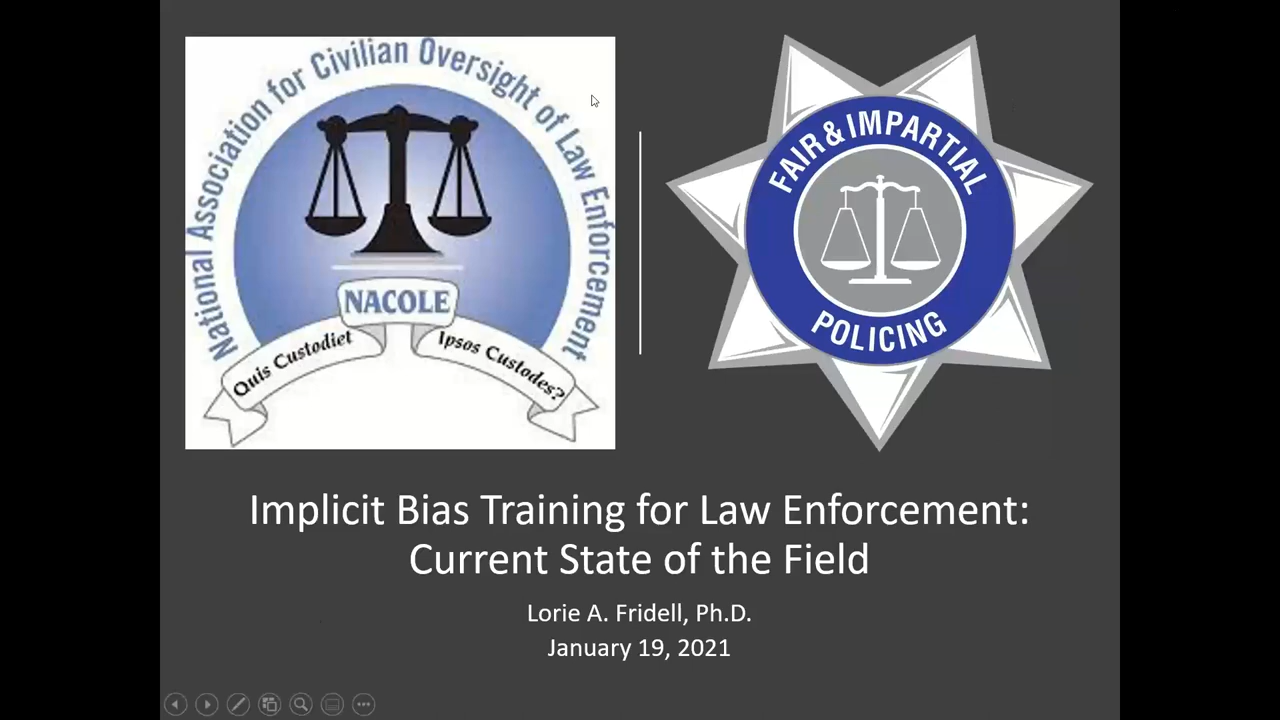 National Association for Civilian Oversight of Law Enforcement
NACOLE
Quis Custodiet
Ipsos Custodes?
FAIR & IMPARTIAL
POLICING
Implicit Bias Training for Law Enforcement:
Current State of the Field
Lorie A. Fridell, Ph.D.
January 19, 2021